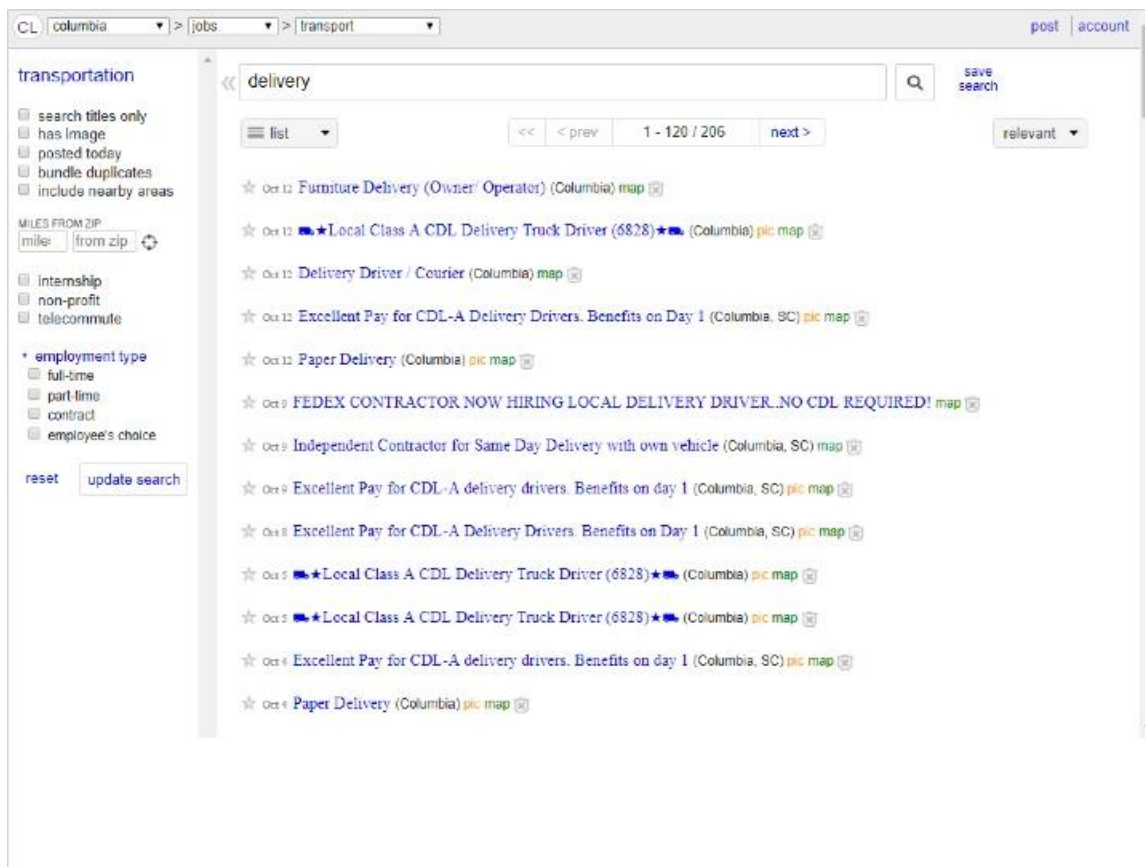 CL columbia > jobs > transport post account
transportation
search titles only
has image
posted today
bundle duplicates
include nearby areas
MILES FROM ZIP
mile from zip
internship
non-profit
telecommute
employment type
full-time
part-time
contract
employee's choice
reset update search
delivery save search
list << < prev 1 - 120 / 206 next > relevant
Oct 12 Furniture Delivery (Owner/ Operator) (Columbia) map
Oct 12 ★Local Class A CDL Delivery Truck Driver (6828)★ (Columbia) pic map
Oct 12 Delivery Driver / Courier (Columbia) map
Oct 12 Excellent Pay for CDL-A Delivery Drivers. Benefits on Day 1 (Columbia, SC) pic map
Oct 12 Paper Delivery (Columbia) pic map
Oct 9 FEDEX CONTRACTOR NOW HIRING LOCAL DELIVERY DRIVER..NO CDL REQUIRED! map
Oct 9 Independent Contractor for Same Day Delivery with own vehicle (Columbia, SC) map
Oct 9 Excellent Pay for CDL-A delivery drivers. Benefits on day 1 (Columbia, SC) pic map
Oct 8 Excellent Pay for CDL-A Delivery Drivers. Benefits on Day 1 (Columbia, SC) pic map
Oct 5 ★Local Class A CDL Delivery Truck Driver (6828)★ (Columbia) pic map
Oct 5 ★Local Class A CDL Delivery Truck Driver (6828)★ (Columbia) pic map
Oct Excellent Pay for CDL-A delivery drivers. Benefits on day 1 (Columbia, SC) pic map
Oct Paper Delivery (Columbia) pic map